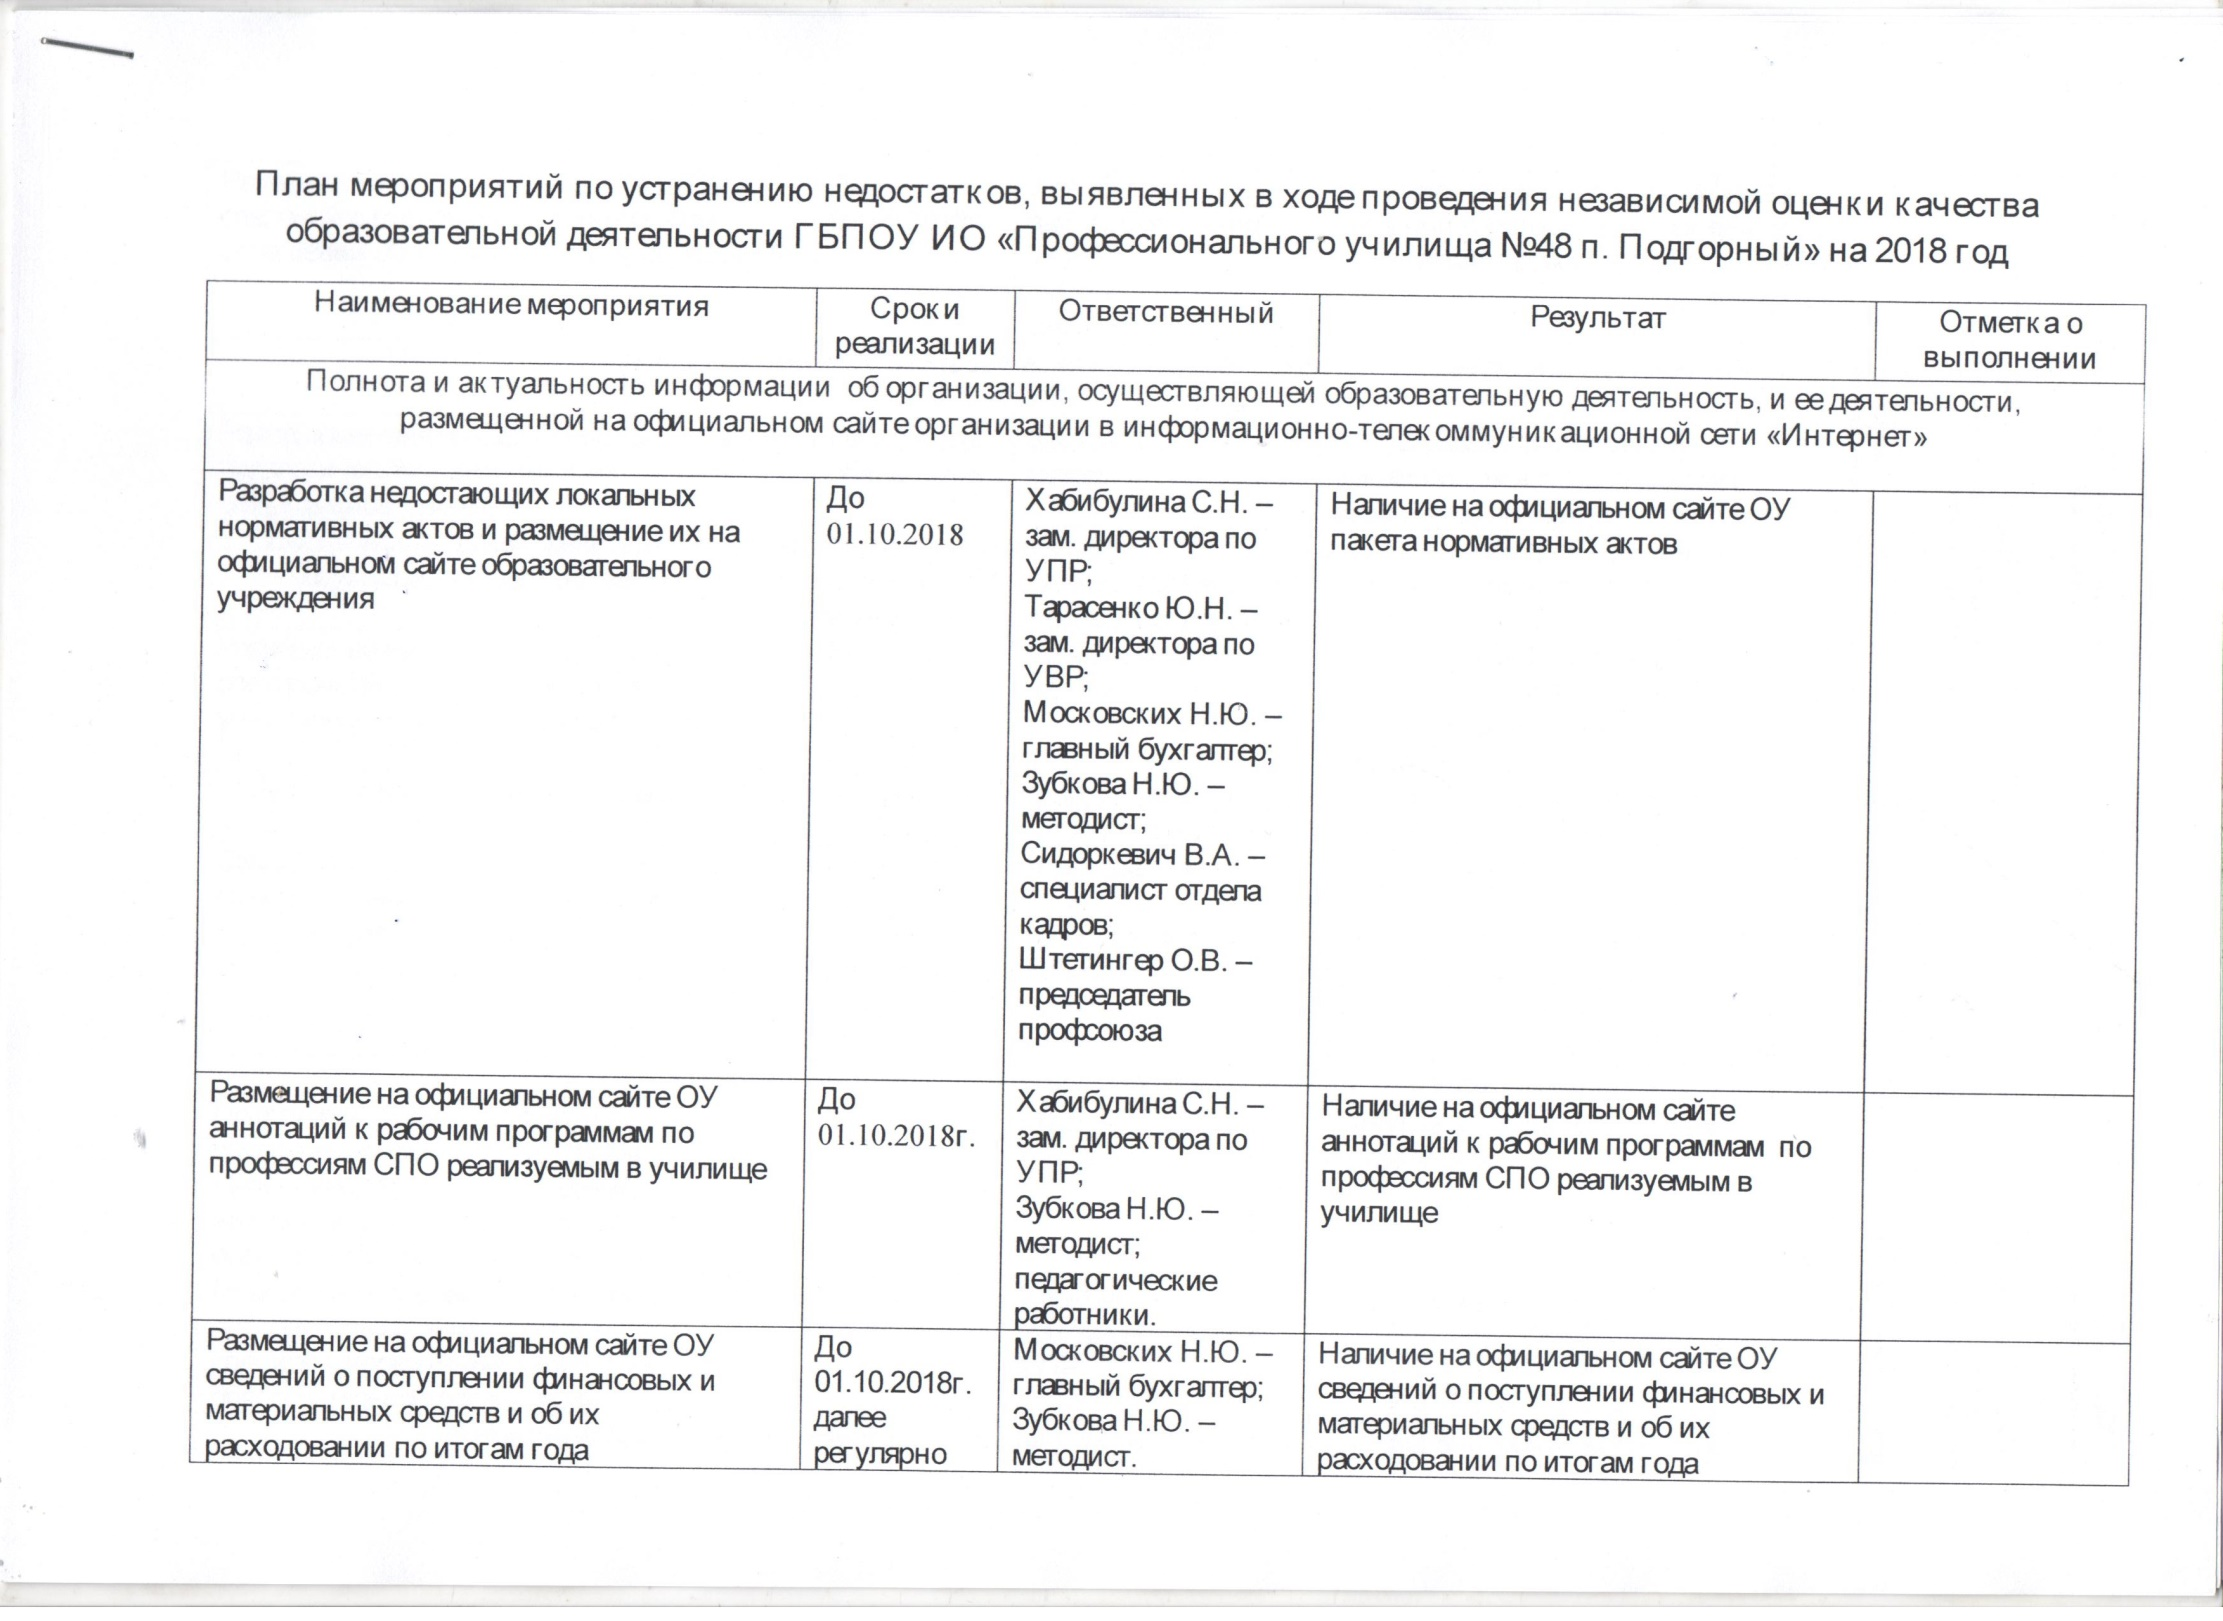 План мероприятий по устранению недостатков, выявленных в ходе проведения независимой оценки качества
образовательной деятельности ГБПОУ ИО «Профессионального училища №48 п. Подгорный» на 2018 год
Наименование мероприятия
Сроки
реализации
Ответственный
Результат
Отметка о
выполнении
Полнота и актуальность информации об организации, осуществляющей образовательную деятельность, и ее деятельности,
размещенной на официальном сайте организации в информационно-телекоммуникационной сети «Интернет»
Разработка недостающих локальных
нормативных актов и размещение их на
официальном сайте образовательного
учреждения
До
01.10.2018
Хабибулина С.Н. –
зам. директора по
УПР;
Тарасенко Ю.Н. –
зам. директора по
УВР;
Московских Н.Ю. –
главный бухгалтер;
Зубкова Н.Ю. –
методист;
Сидоркевич В.А. –
специалист отдела
кадров;
Штетингер О.В. –
председатель
профсоюза
Наличие на официальном сайте ОУ
пакета нормативных актов
Размещение на официальном сайте ОУ
аннотаций к рабочим программам по
профессиям СПО реализуемым в училище
До
01.10.2018г.
Хабибулина С.Н. –
зам. директора по
УПР;
Зубкова Н.Ю. –
методист;
педагогические
работники.
Наличие на официальном сайте
аннотаций к рабочим программам по
профессиям СПО реализуемым в
училище
Размещение на официальном сайте ОУ
сведений о поступлении финансовых и
материальных средств и об их
расходовании по итогам года
До
01.10.2018г.
далее
регулярно
Московских Н.Ю. –
главный бухгалтер;
Зубкова Н.Ю. –
методист.
Наличие на официальном сайте ОУ
сведений о поступлении финансовых и
материальных средств и об их
расходовании по итогам года